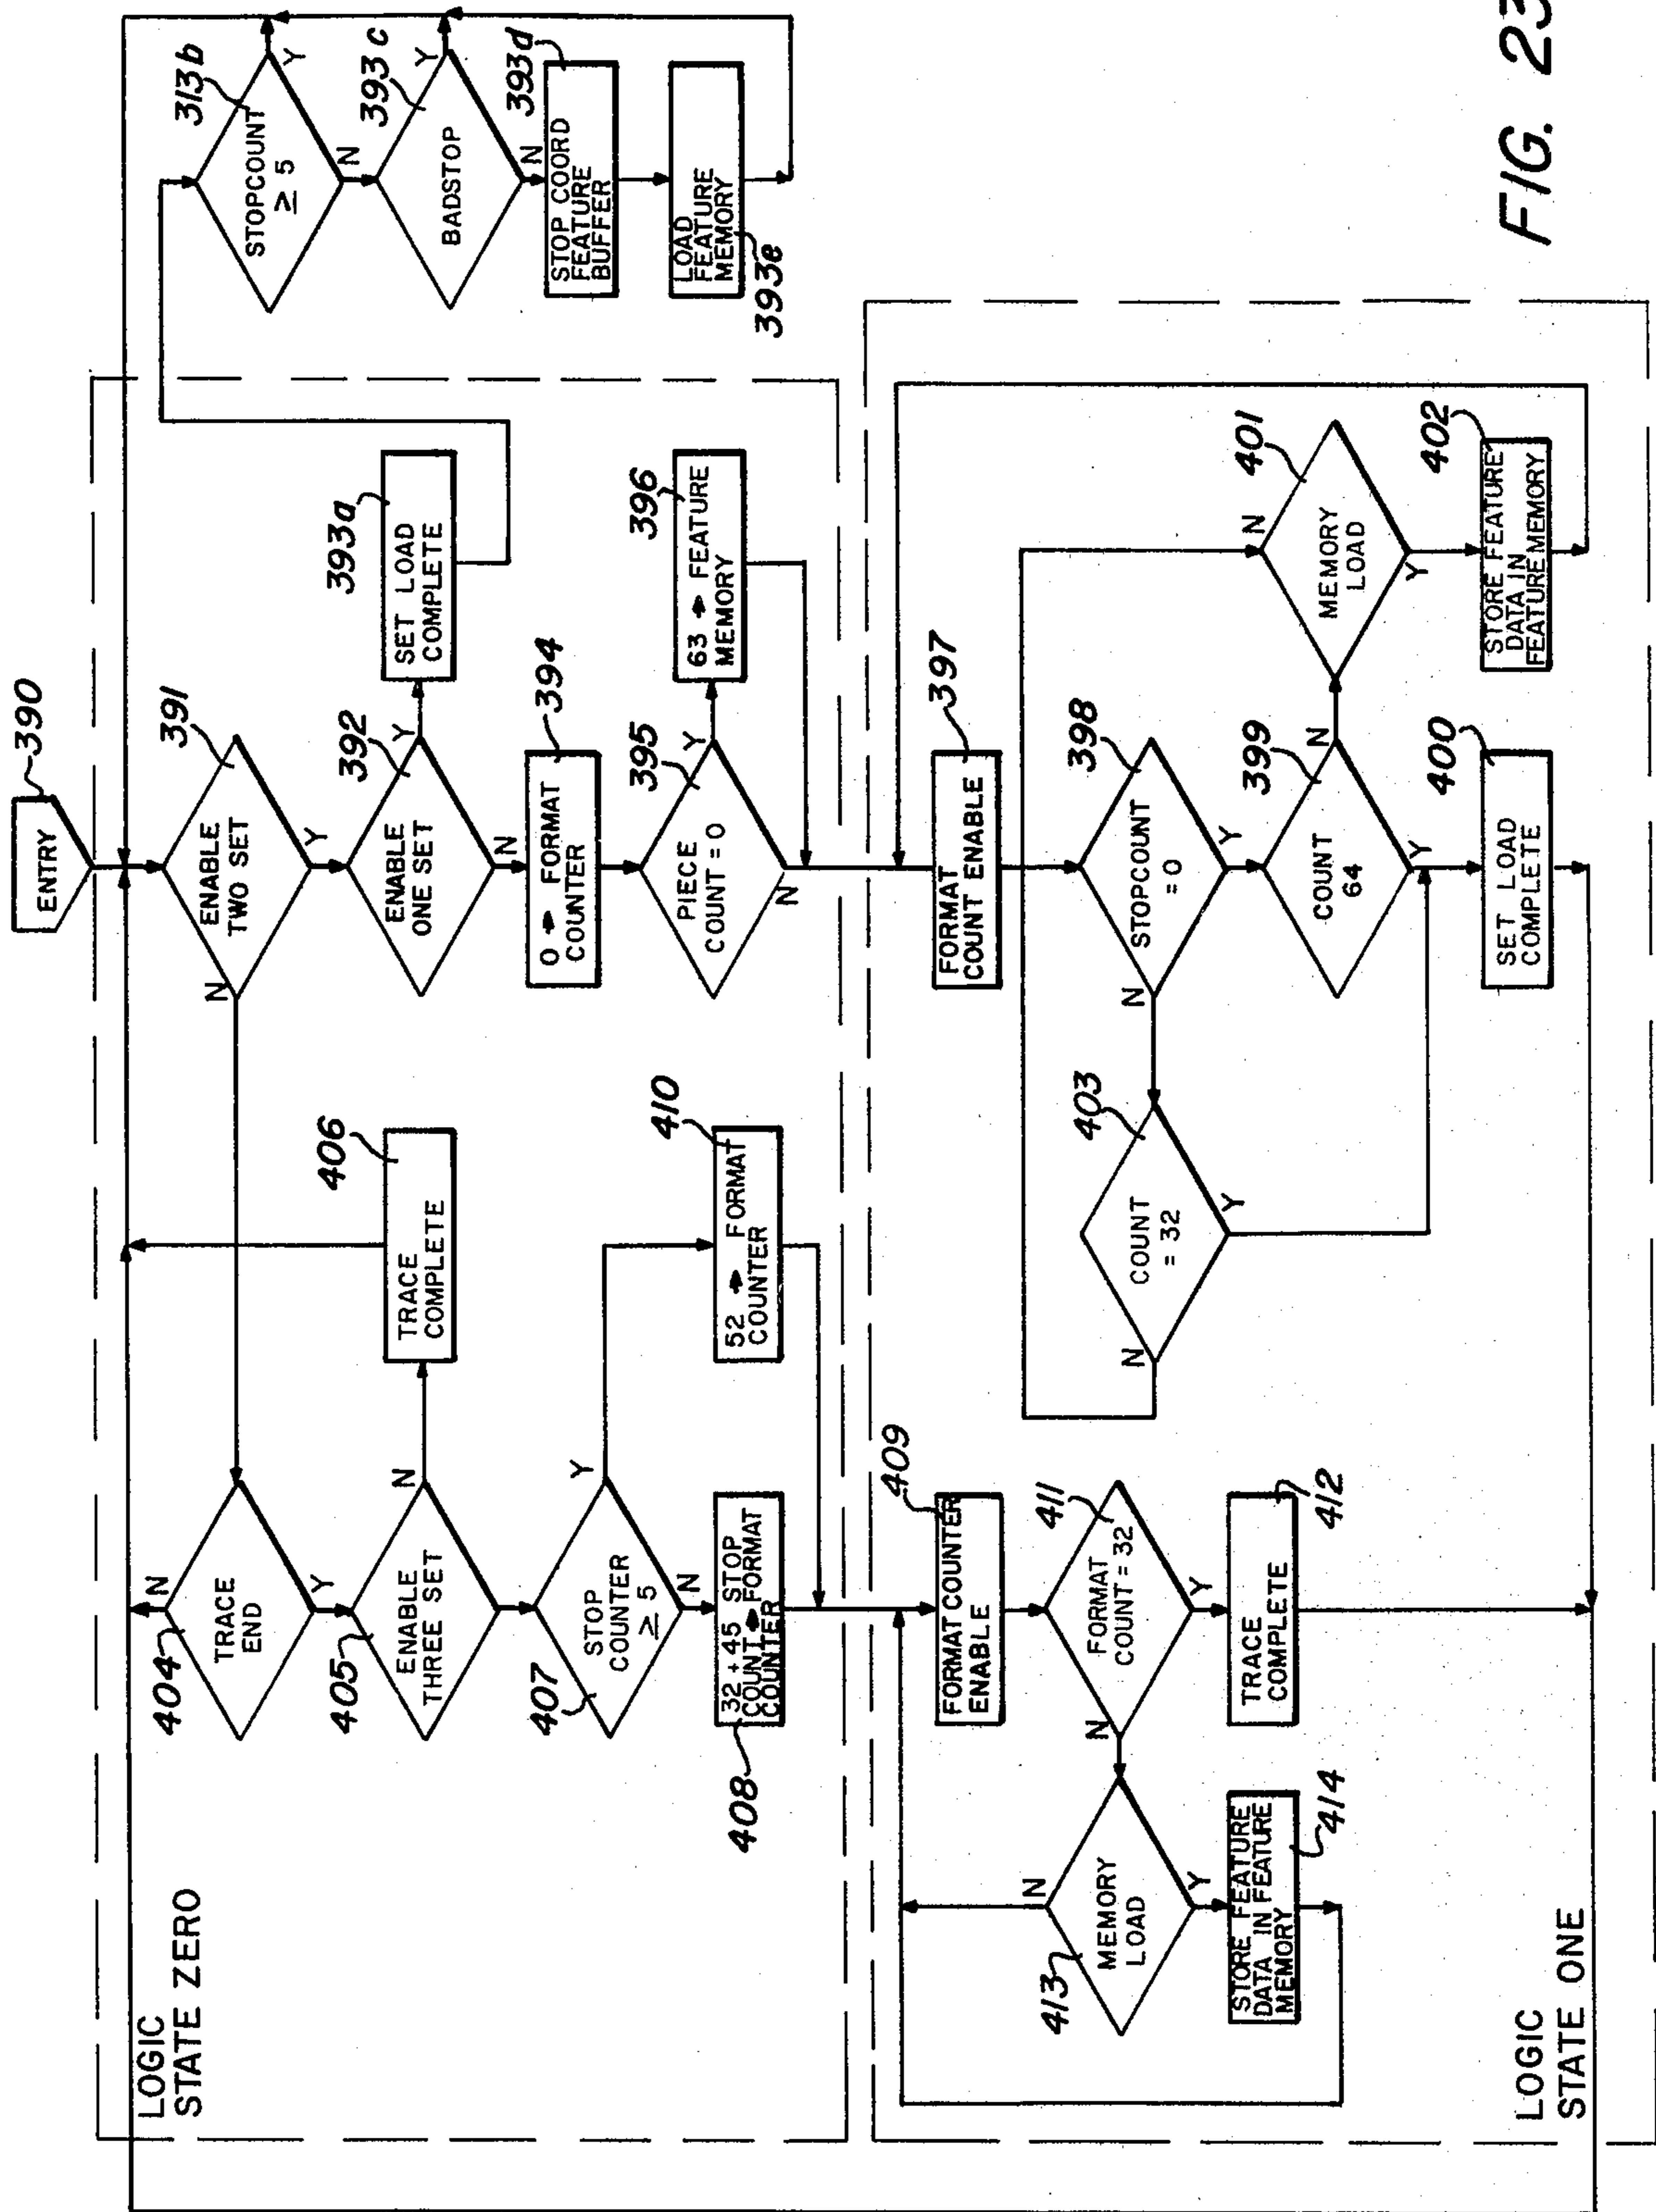 390
ENTRY
LOGIC
STATE ZERO
404
N
TRACE
END
Y
405
ENABLE
THREE SET
N
406
TRACE
COMPLETE
407
STOP
COUNTER
≥ 5
Y
N
408
32 + 45 STOP
COUNT → FORMAT
COUNTER
410
52 → FORMAT
COUNTER
391
ENABLE
TWO SET
N
Y
392
ENABLE
ONE SET
Y
N
393a
SET LOAD
COMPLETE
394
0 → FORMAT
COUNTER
395
PIECE
COUNT = 0
Y
N
396
63 → FEATURE
MEMORY
313b
STOPCOUNT
≥ 5
Y
N
393c
BADSTOP
Y
N
393d
STOP COORD
FEATURE
BUFFER
LOAD
FEATURE
MEMORY
393e
LOGIC
STATE ONE
409
FORMAT COUNTER
ENABLE
411
FORMAT
COUNT = 32
N
Y
412
TRACE
COMPLETE
413
MEMORY
LOAD
N
Y
STORE FEATURE
DATA IN FEATURE
MEMORY
414
397
FORMAT
COUNT ENABLE
398
STOPCOUNT
= 0
N
Y
403
COUNT
= 32
N
Y
399
COUNT
64
N
Y
400
SET LOAD
COMPLETE
401
MEMORY
LOAD
N
Y
402
STORE FEATURE
DATA IN
FEATURE MEMORY
FIG. 23